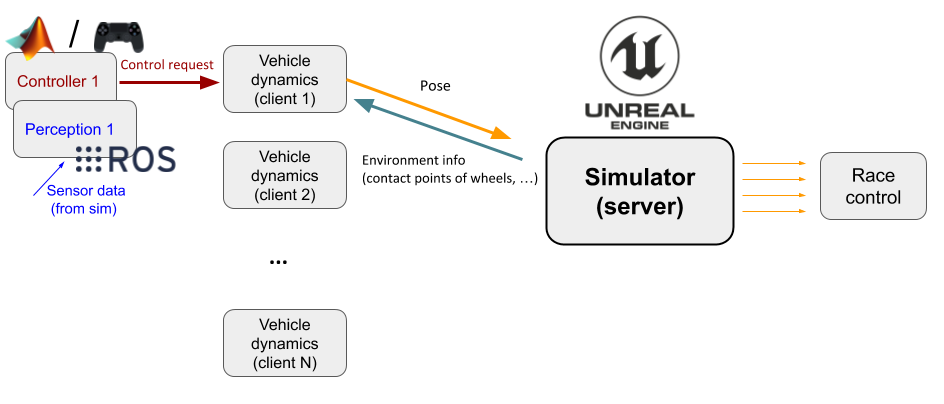 /
Controller 1
Perception 1
ROS
Sensor data
(from sim)
Control request
Vehicle
dynamics
(client 1)
Vehicle
dynamics
(client 2)
...
Vehicle
dynamics
(client N)
Pose
Environment info
(contact points of wheels, …)
UNREAL
ENGINE
Simulator
(server)
Race
control